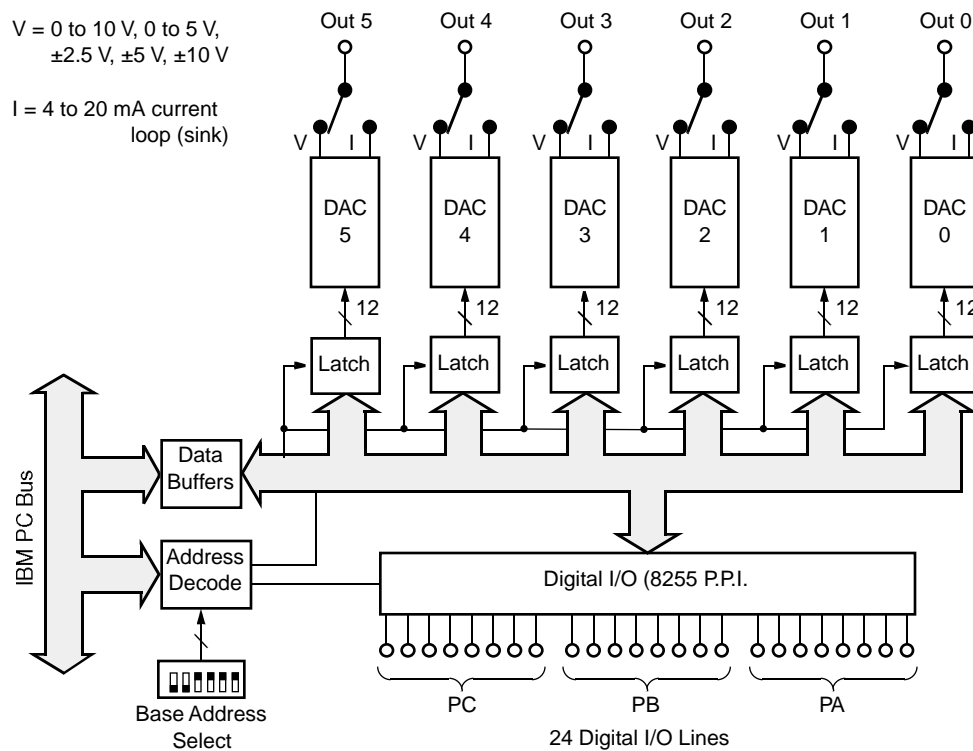 V = 0 to 10 V, 0 to 5 V,
±2.5 V, ±5 V, ±10 V
I = 4 to 20 mA current
loop (sink)
Out 5
Out 4
Out 3
Out 2
Out 1
Out 0
V I
V I
V I
V I
V I
V I
DAC
5
DAC
4
DAC
3
DAC
2
DAC
1
DAC
0
12
12
12
12
12
12
Latch
Latch
Latch
Latch
Latch
Latch
IBM PC Bus
Data
Buffers
Address
Decode
Digital I/O (8255 P.P.I.
Base Address
Select
PC
PB
PA
24 Digital I/O Lines